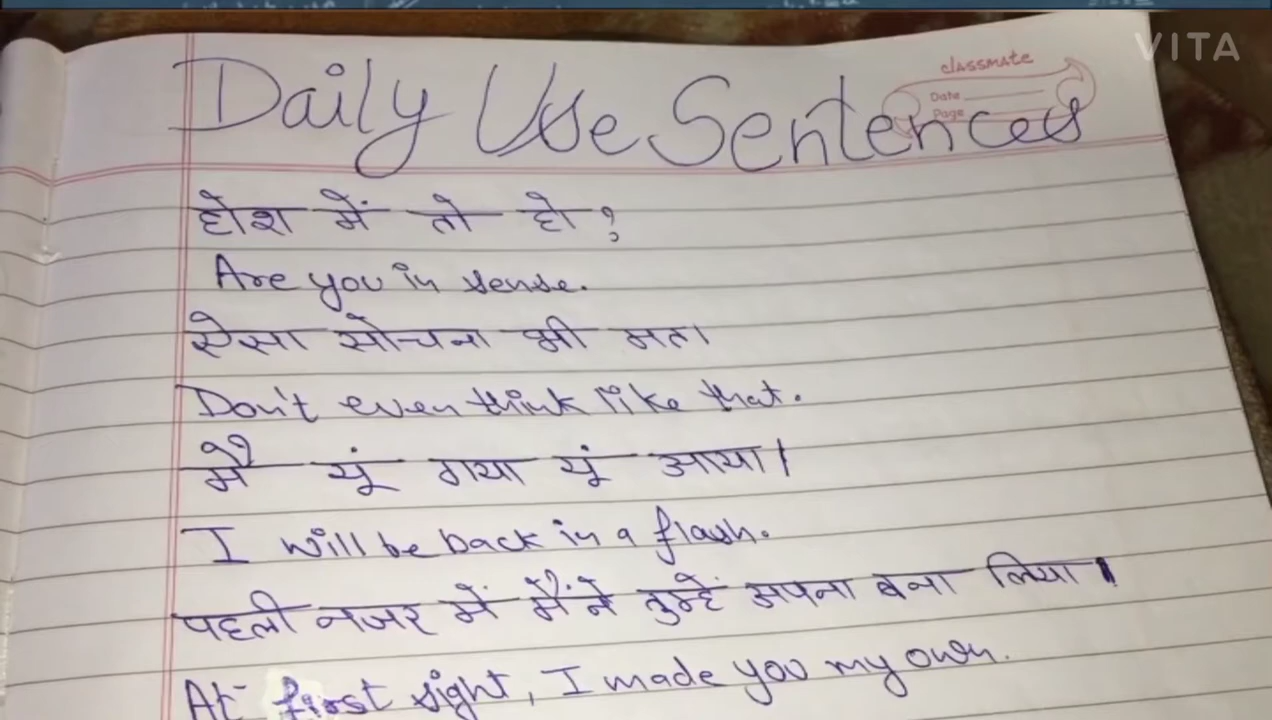 VITA
classmate
Date
Page
Daily Use Sentences
होश में तो हो ?
Are you in sense.
ऐसा सोचना भी मत।
Don't even think like that.
मैं यूं गया यूं आया।
I will be back in a flash.
पहली नजर में मैंने तुम्हें अपना बना लिया।
At first sight, I made you my own.